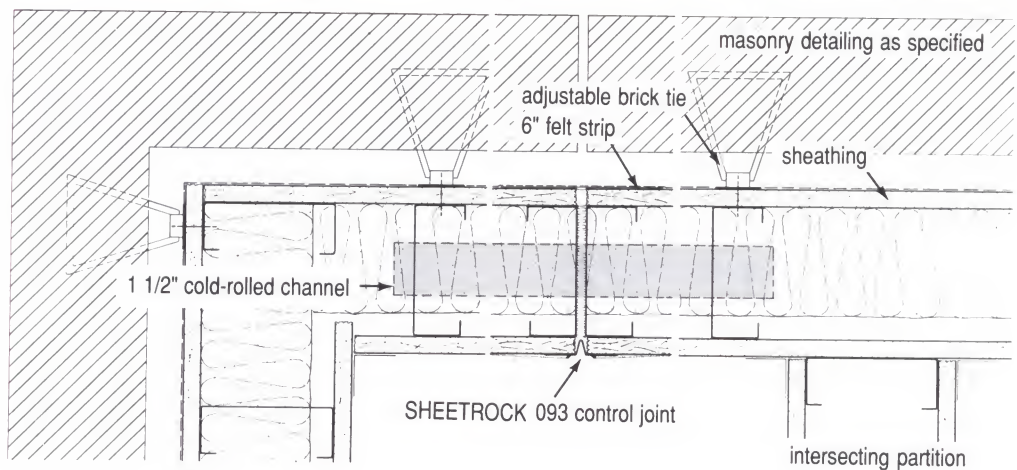 masonry detailing as specified
adjustable brick tie
6" felt strip
sheathing
1 1/2" cold-rolled channel
SHEETROCK 093 control joint
intersecting partition